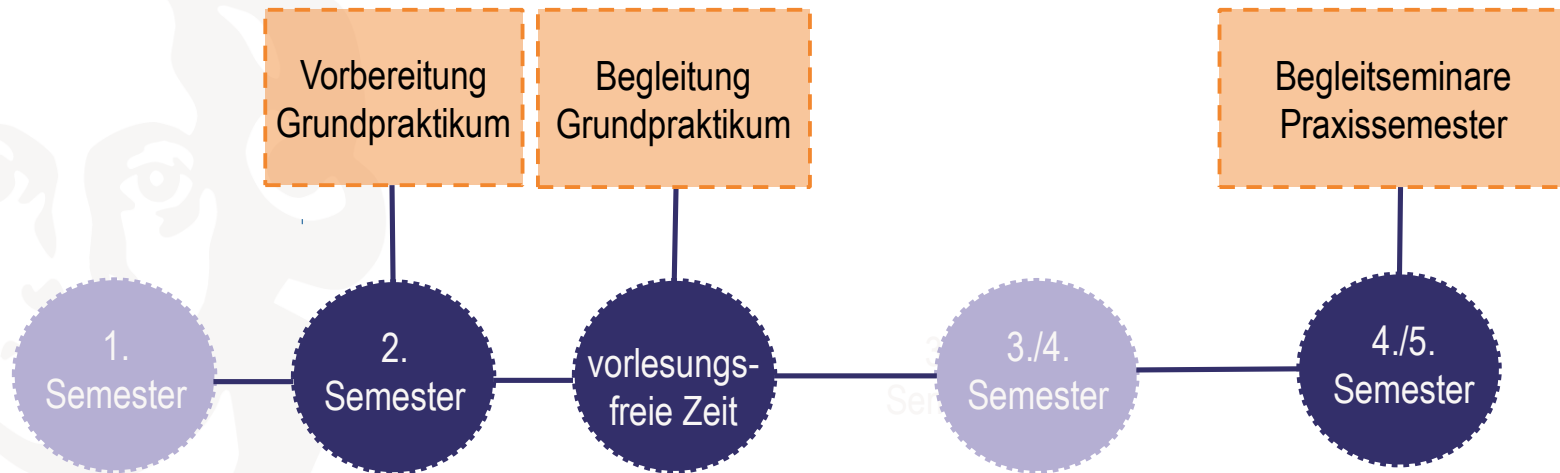 Vorbereitung
Grundpraktikum
Begleitung
Grundpraktikum
Begleitseminare
Praxissemester
1.
Semester
2.
Semester
vorlesungs-
freie Zeit
3./4.
Semester
4./5.
Semester